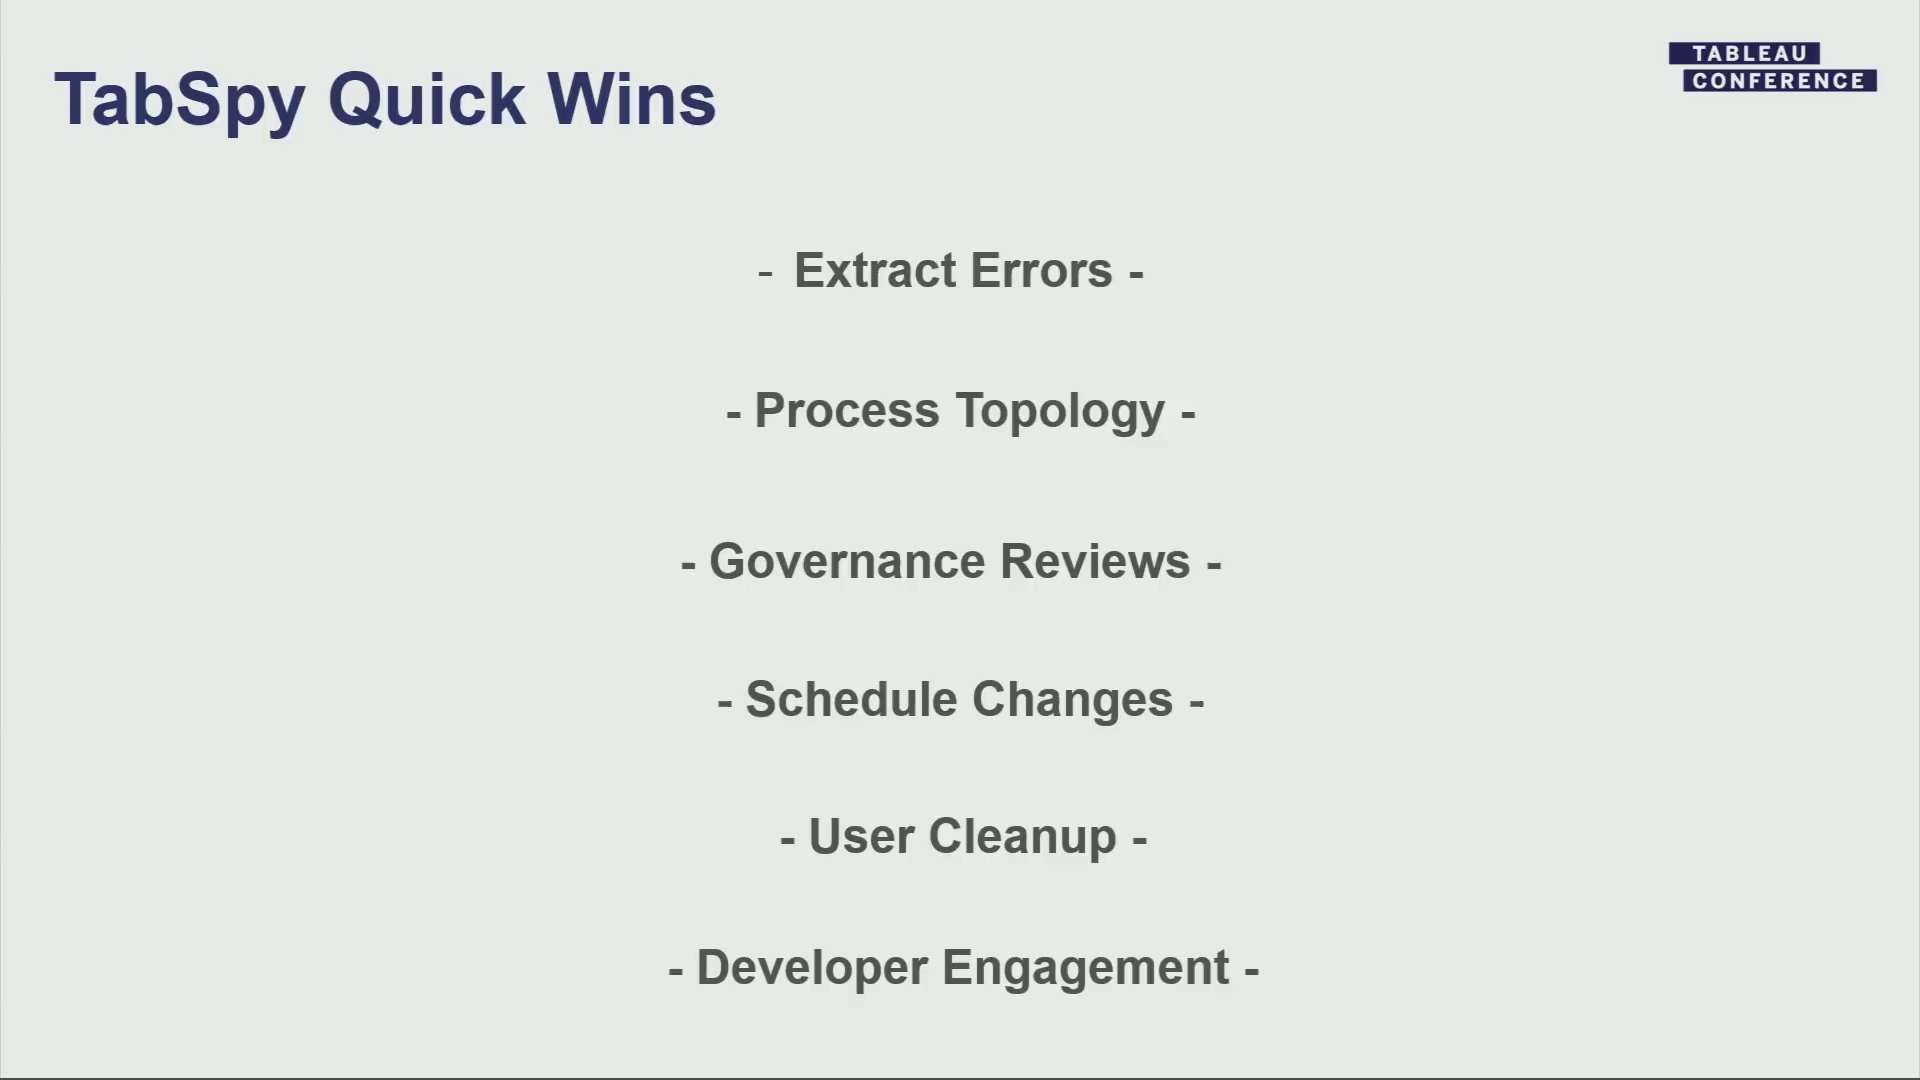 TabSpy Quick Wins
TABLEAU
CONFERENCE
- Extract Errors -
- Process Topology -
- Governance Reviews -
- Schedule Changes -
- User Cleanup -
- Developer Engagement -